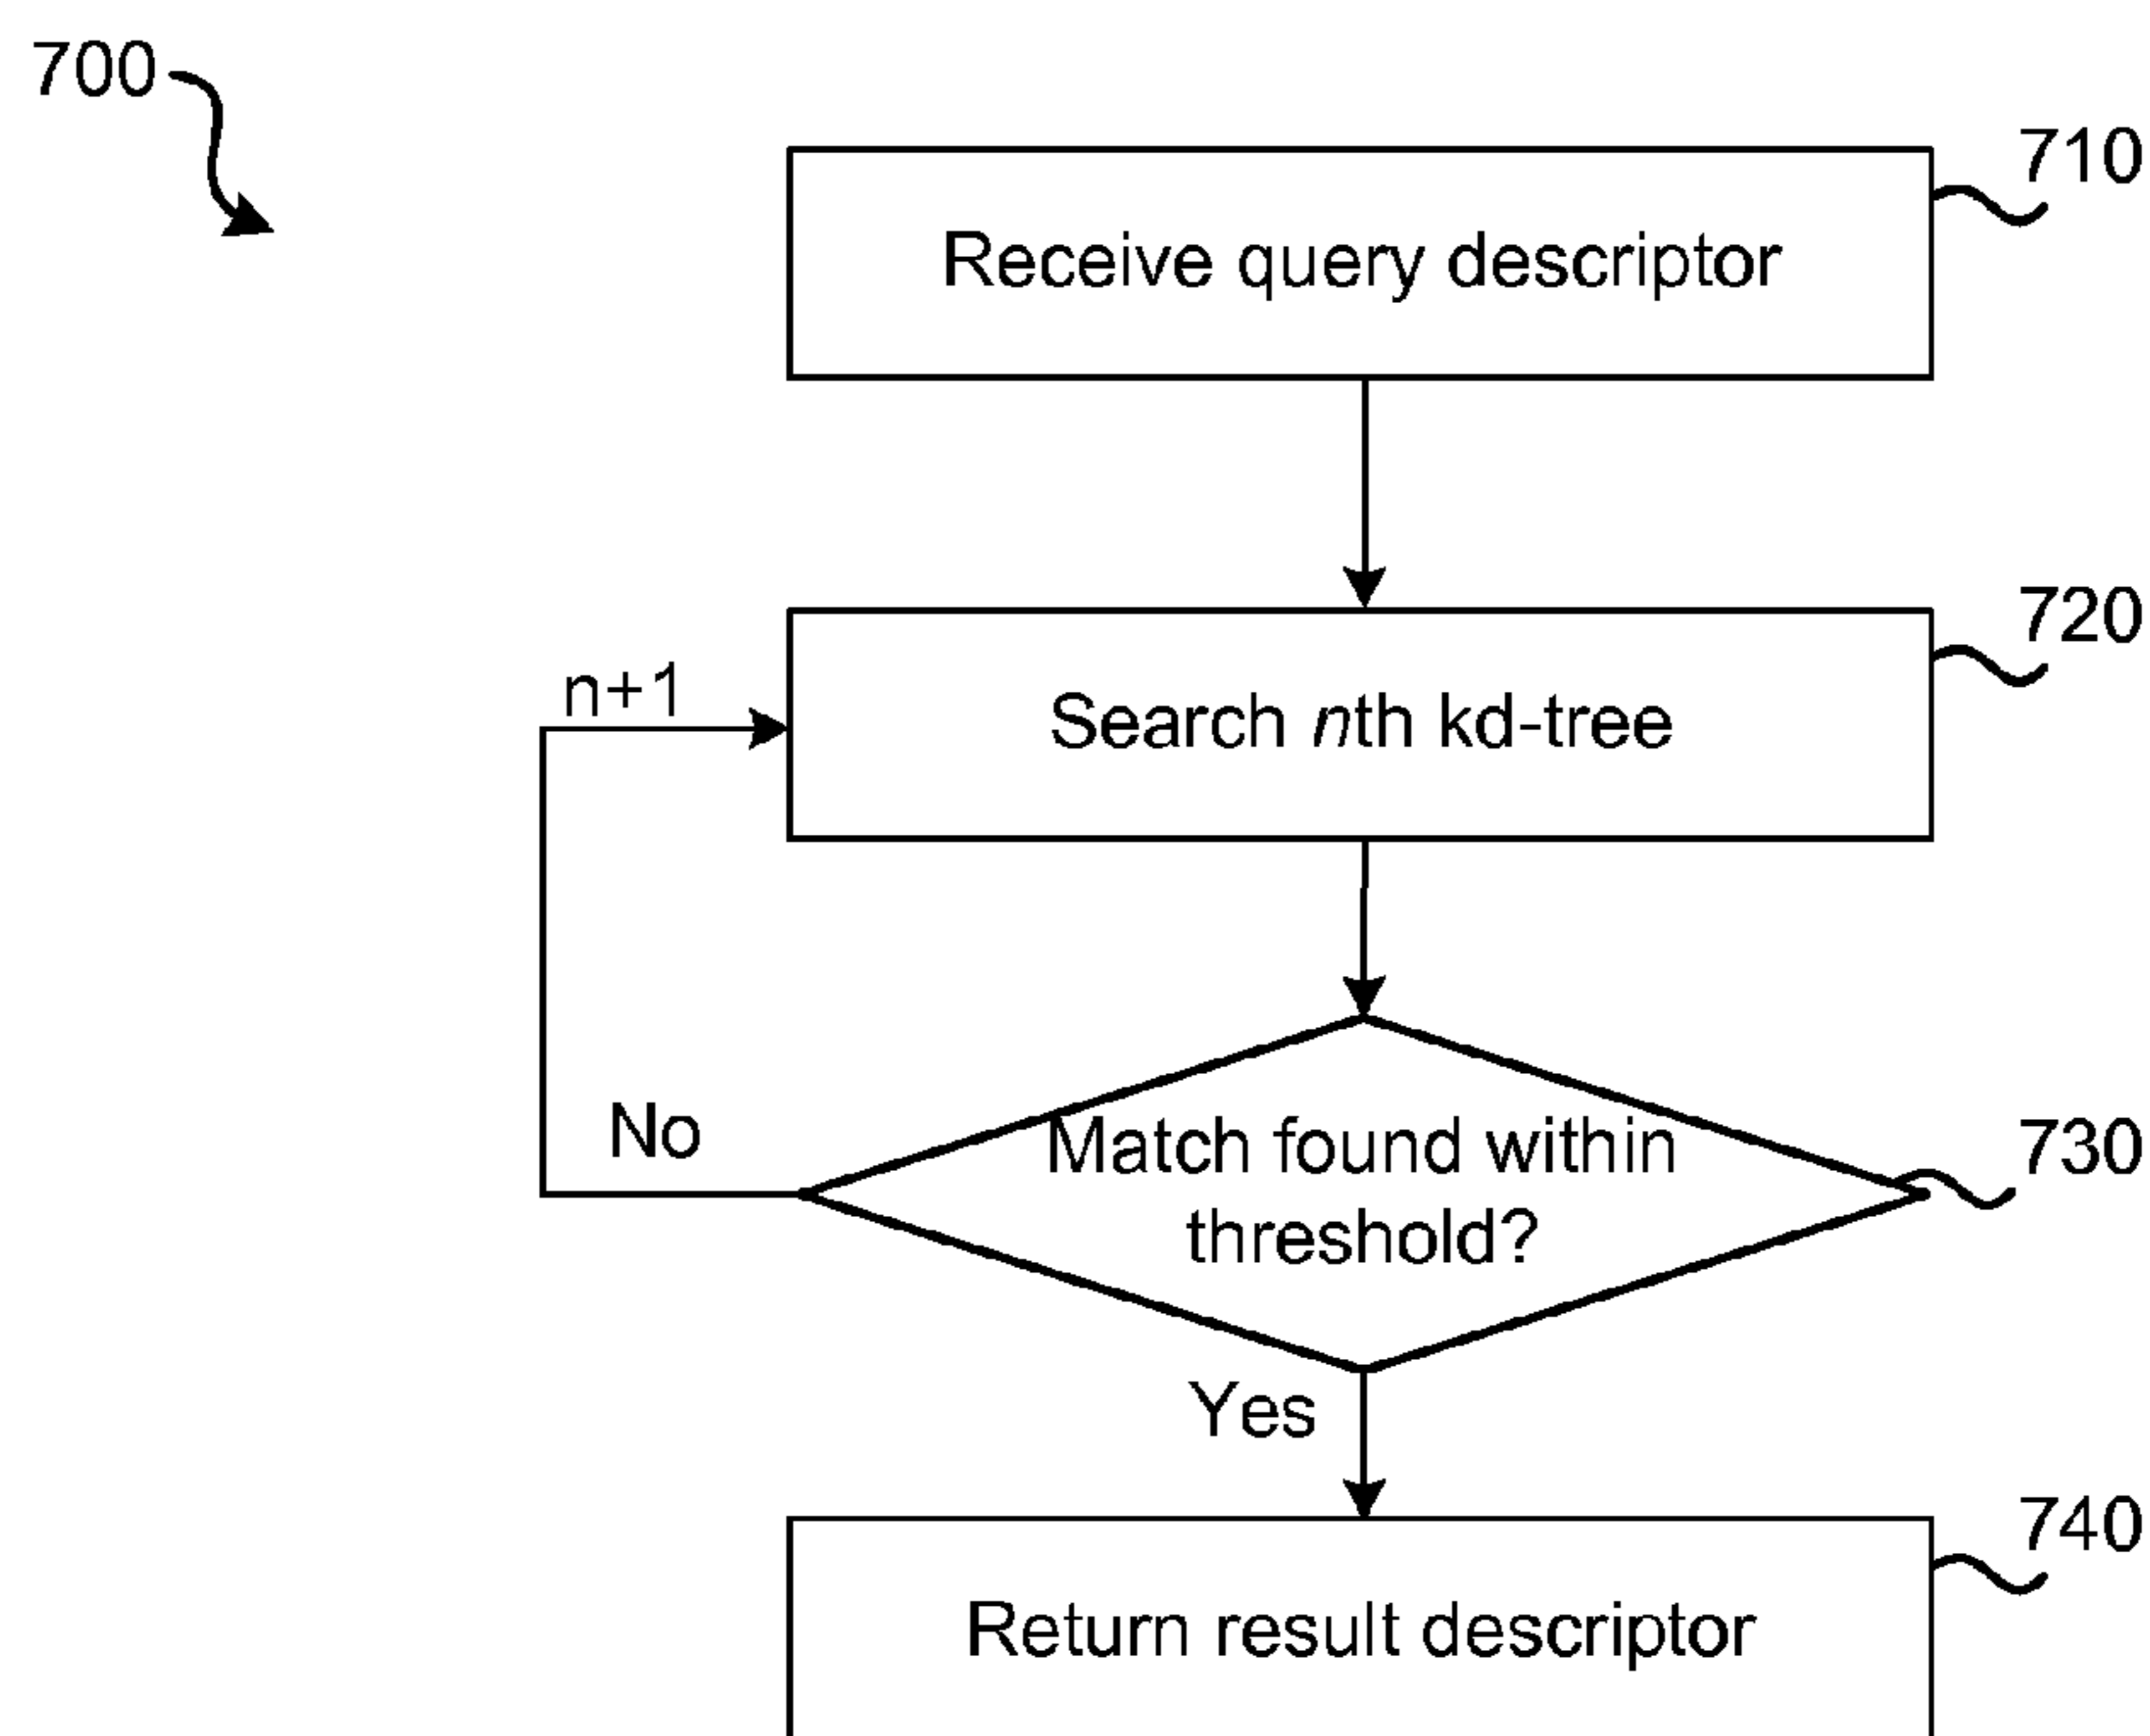 700
710
Receive query descriptor
720
n+1
Search nth kd-tree
No
Match found within
threshold?
730
Yes
740
Return result descriptor